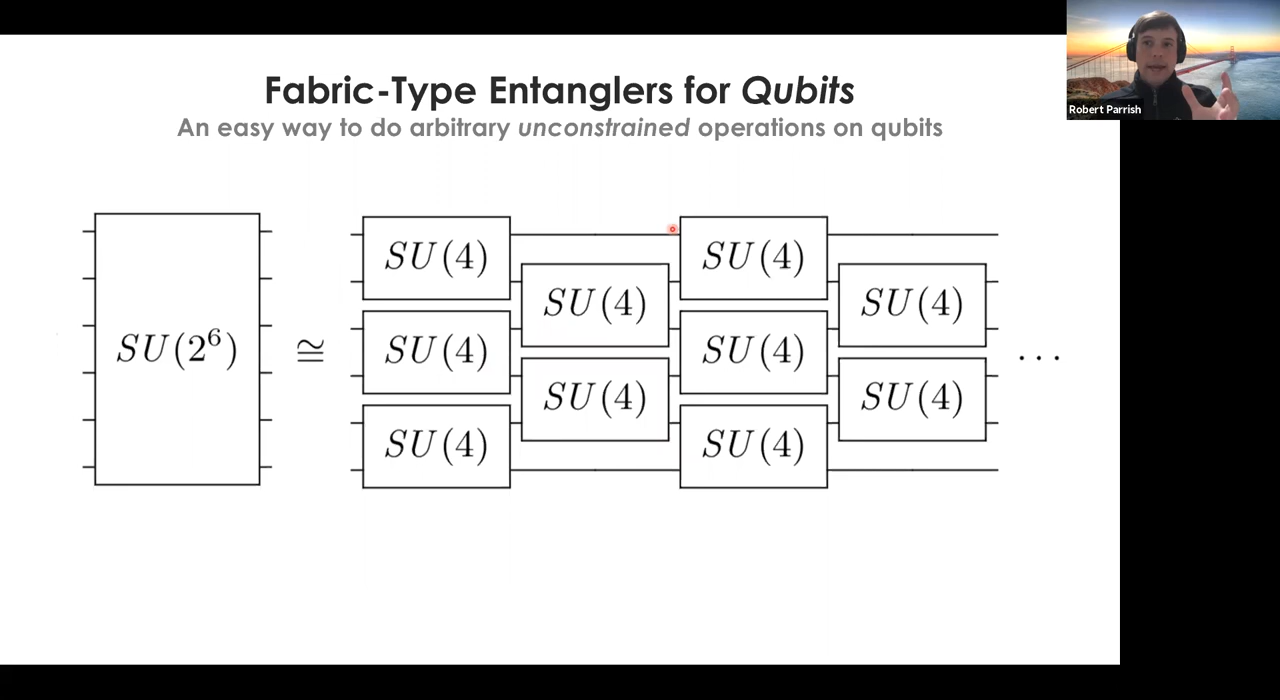 Fabric-Type Entanglers for Qubits
An easy way to do arbitrary unconstrained operations on qubits
Robert Parrish
SU(2^6)
≅
SU(4) SU(4)
SU(4) SU(4)
SU(4) SU(4)
SU(4) SU(4)
SU(4) SU(4)
...